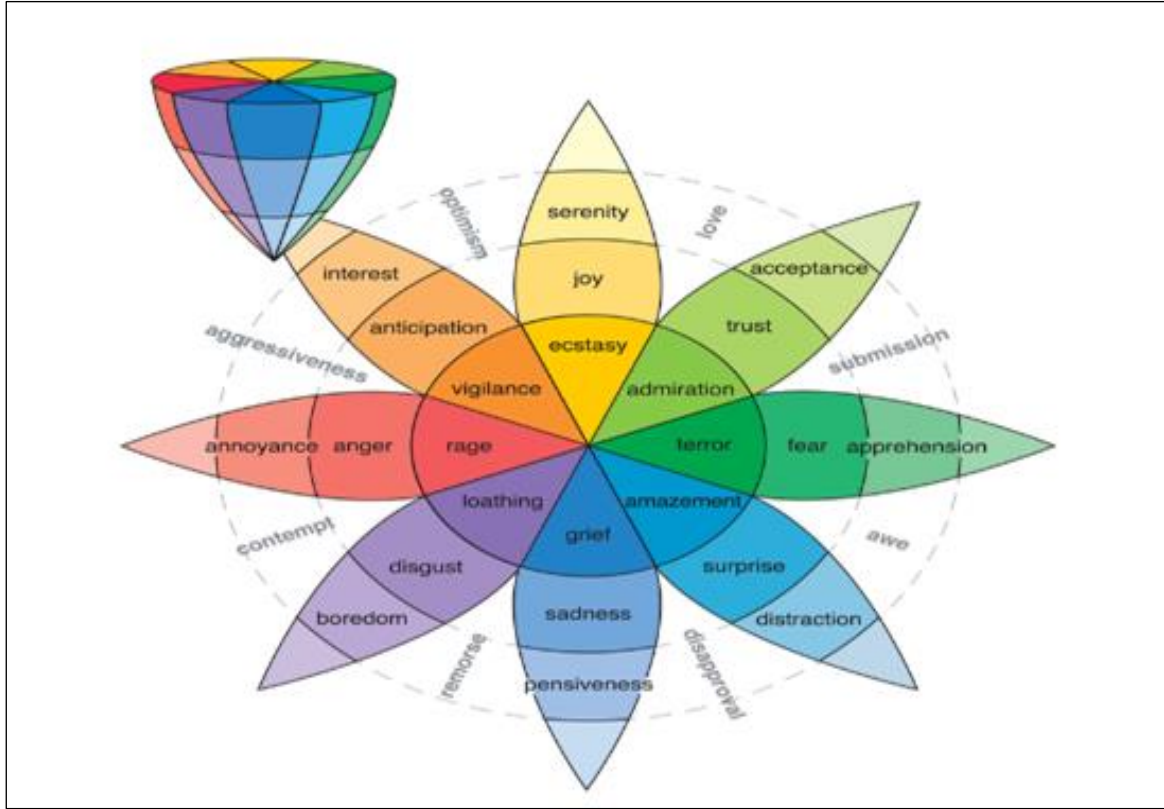 optimism
serenity
love
interest
joy
acceptance
anticipation
trust
aggressiveness
ecstasy
submission
vigilance
admiration
annoyance
anger
rage
terror
fear
apprehension
loathing
amazement
contempt
grief
awe
disgust
surprise
boredom
sadness
distraction
remorse
disapproval
pensiveness